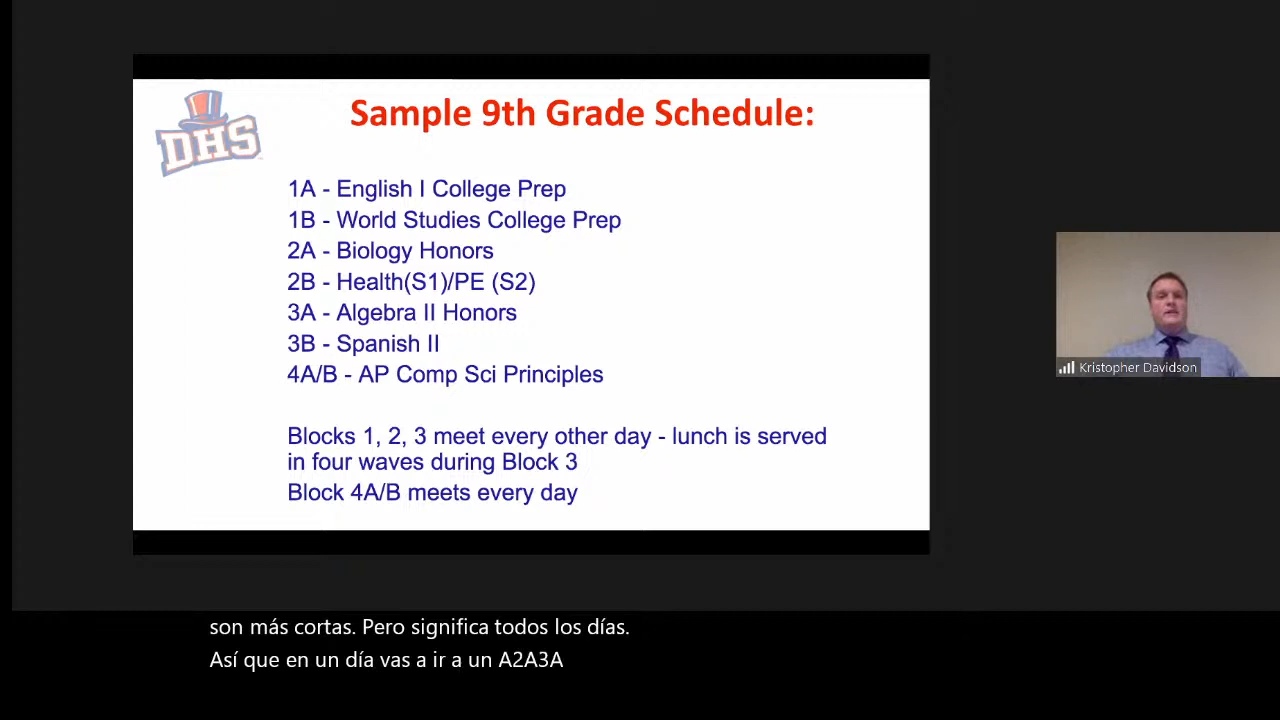 DHS
Sample 9th Grade Schedule:
1A - English I College Prep
1B - World Studies College Prep
2A - Biology Honors
2B - Health(S1)/PE (S2)
3A - Algebra II Honors
3B - Spanish II
4A/B - AP Comp Sci Principles
Blocks 1, 2, 3 meet every other day - lunch is served
in four waves during Block 3
Block 4A/B meets every day
Kristopher Davidson
son más cortas. Pero significa todos los días.
Así que en un día vas a ir a un A2A3A